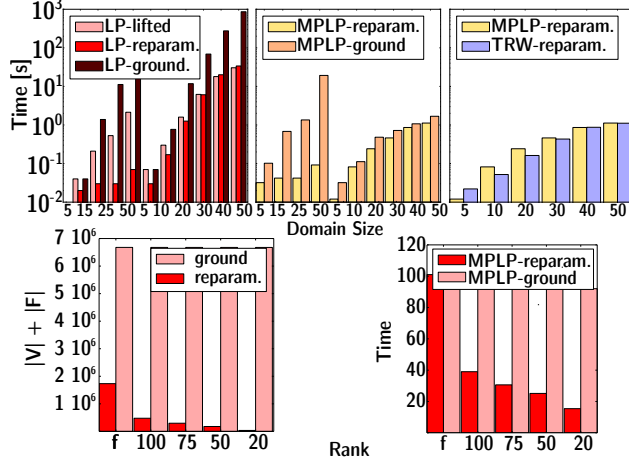 10³
10²
10¹
10⁰
10⁻¹
10⁻²
Time [s]
LP-lifted
LP-reparam.
LP-ground.
5 15 25 50 5 10 20 30 40 50
MPLP-reparam.
MPLP-ground
5 15 25 50 5 10 20 30 40 50
MPLP-reparam.
TRW-reparam.
5 10 20 30 40 50
Domain Size
7 10⁶
6 10⁶
5 10⁶
4 10⁶
3 10⁶
2 10⁶
1 10⁶
|V| + |F|
ground
reparam.
f 100 75 50 20
120
100
80
60
40
20
Time
MPLP-reparam.
MPLP-ground
f 100 75 50 20
Rank